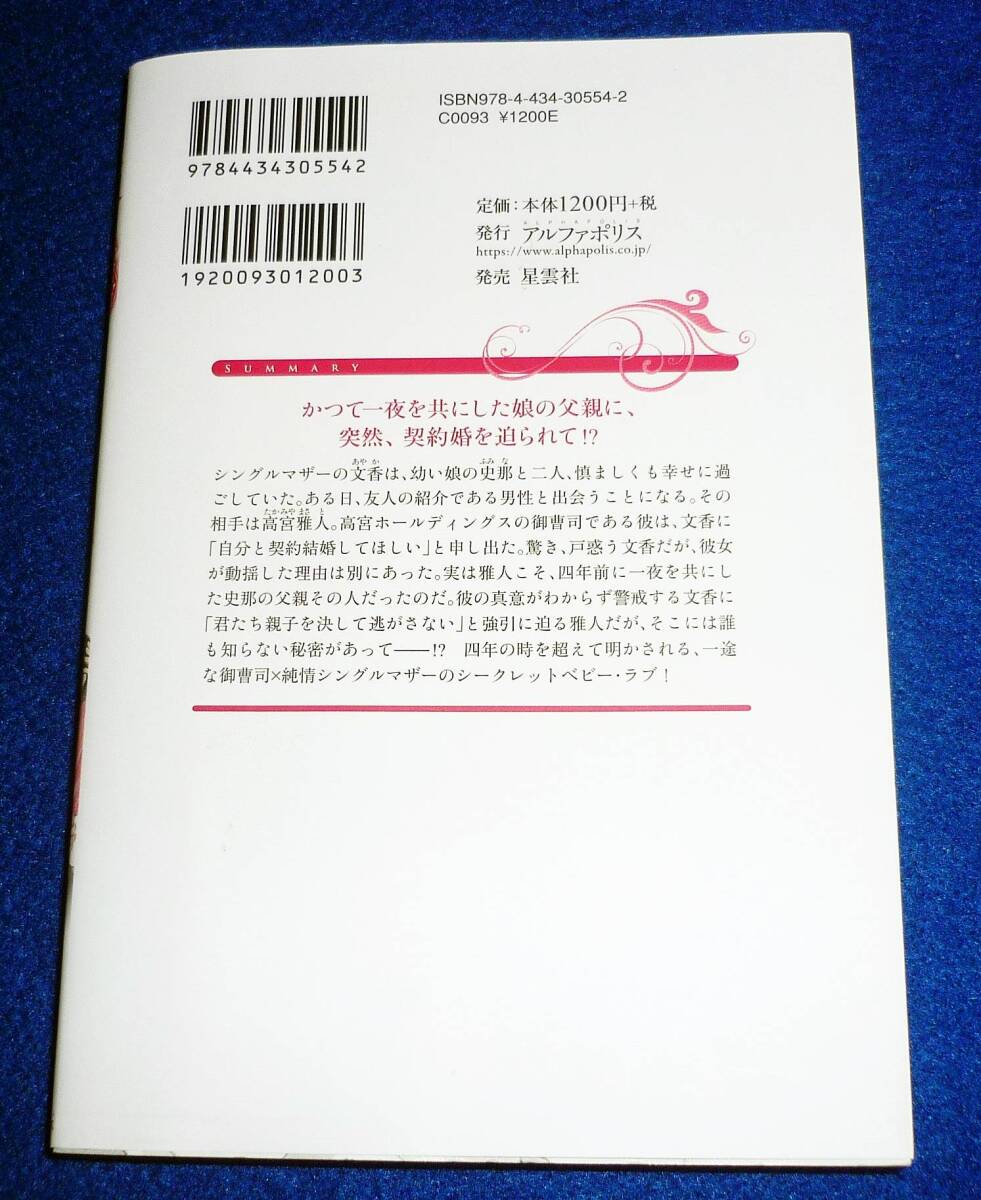 ISBN978-4-434-30554-2
C0093 ¥1200E
9784434305542
1920093012003
定価：本体1200円+税
ALPHAPOLIS
発行 アルファポリス
https://www.alphapolis.co.jp/
発売 星雲社
SUMMARY
かつて一夜を共にした娘の父親に、
突然、契約婚を迫られて!?
あやか ふみな
シングルマザーの文香は、幼い娘の史那と二人、慎ましくも幸せに過
ごしていた。ある日、友人の紹介である男性と出会うことになる。その
たかみやまさと
相手は高宮雅人。高宮ホールディングスの御曹司である彼は、文香に
「自分と契約結婚してほしい」と申し出た。驚き、戸惑う文香だが、彼女
が動揺した理由は別にあった。実は雅人こそ、四年前に一夜を共にし
た史那の父親その人だったのだ。彼の真意がわからず警戒する文香に
「君たち親子を決して逃がさない」と強引に迫る雅人だが、そこには誰
も知らない秘密があって――!?　四年の時を超えて明かされる、一途
な御曹司×純情シングルマザーのシークレットベビー・ラブ！